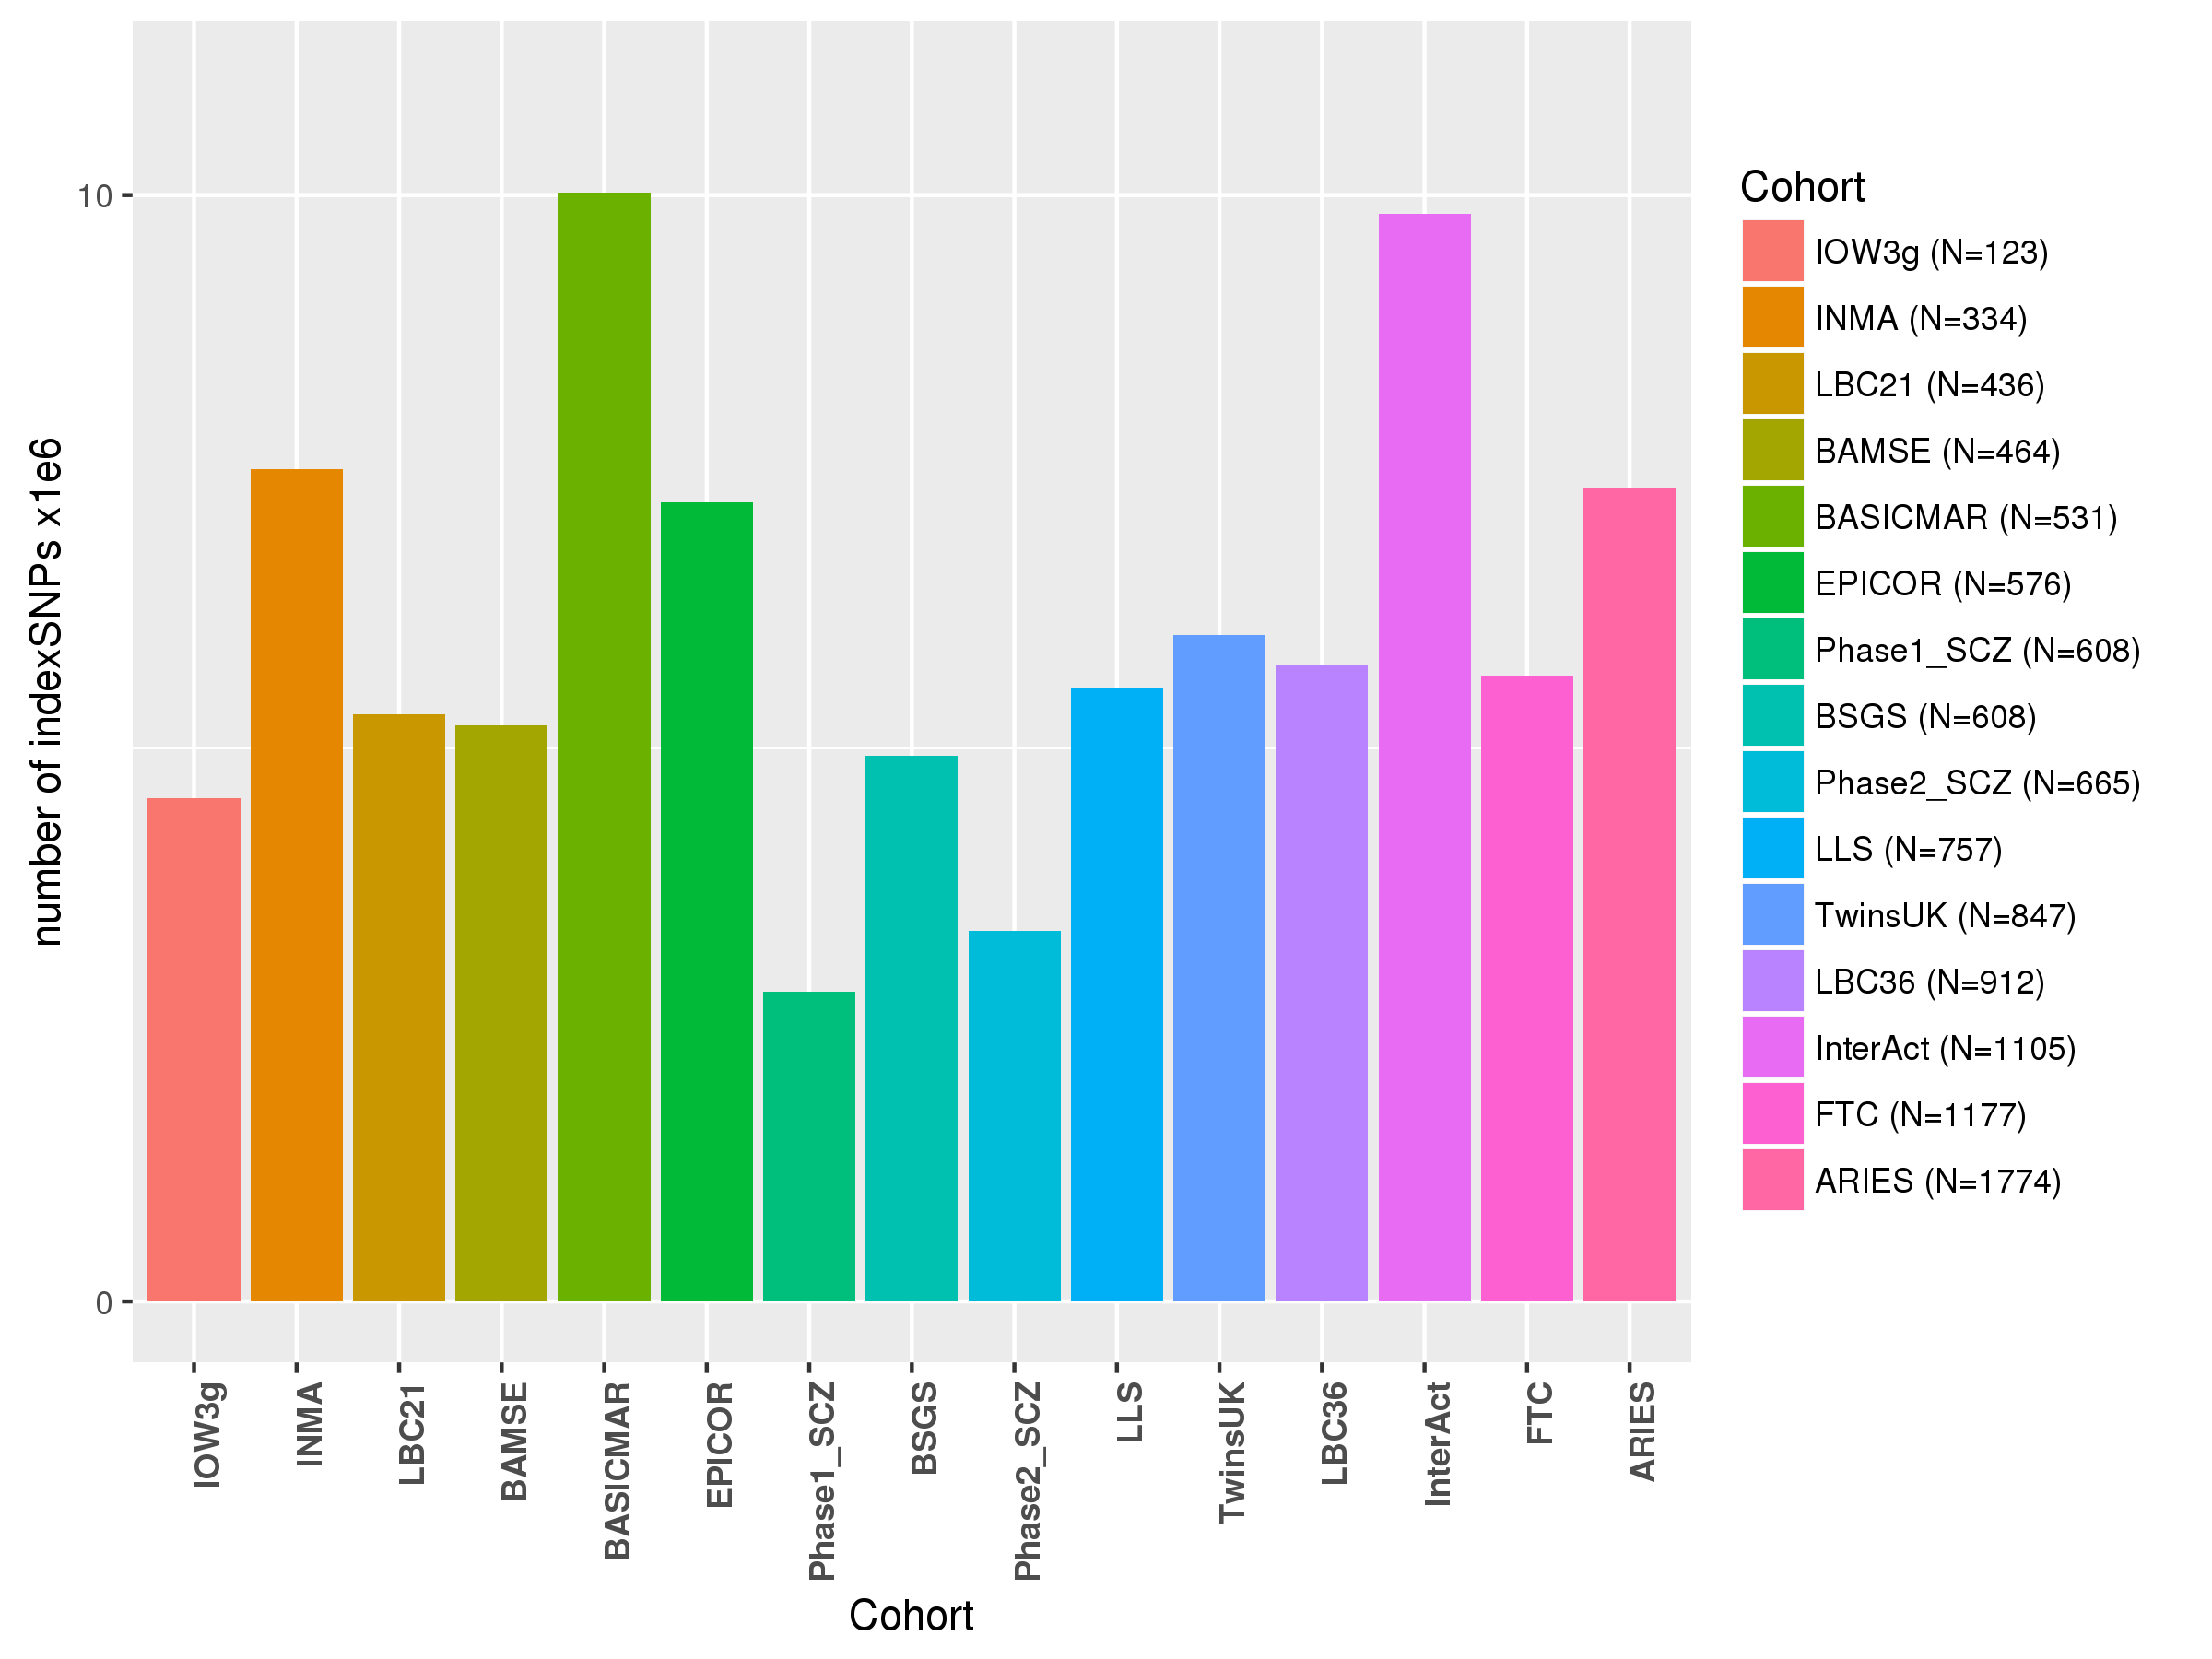 number of indexSNPs x1e6
10
0
IOW3g
INMA
LBC21
BAMSE
BASICMAR
EPICOR
Phase1_SCZ
BSGS
Phase2_SCZ
LLS
TwinsUK
LBC36
InterAct
FTC
ARIES
Cohort
Cohort
IOW3g (N=123)
INMA (N=334)
LBC21 (N=436)
BAMSE (N=464)
BASICMAR (N=531)
EPICOR (N=576)
Phase1_SCZ (N=608)
BSGS (N=608)
Phase2_SCZ (N=665)
LLS (N=757)
TwinsUK (N=847)
LBC36 (N=912)
InterAct (N=1105)
FTC (N=1177)
ARIES (N=1774)